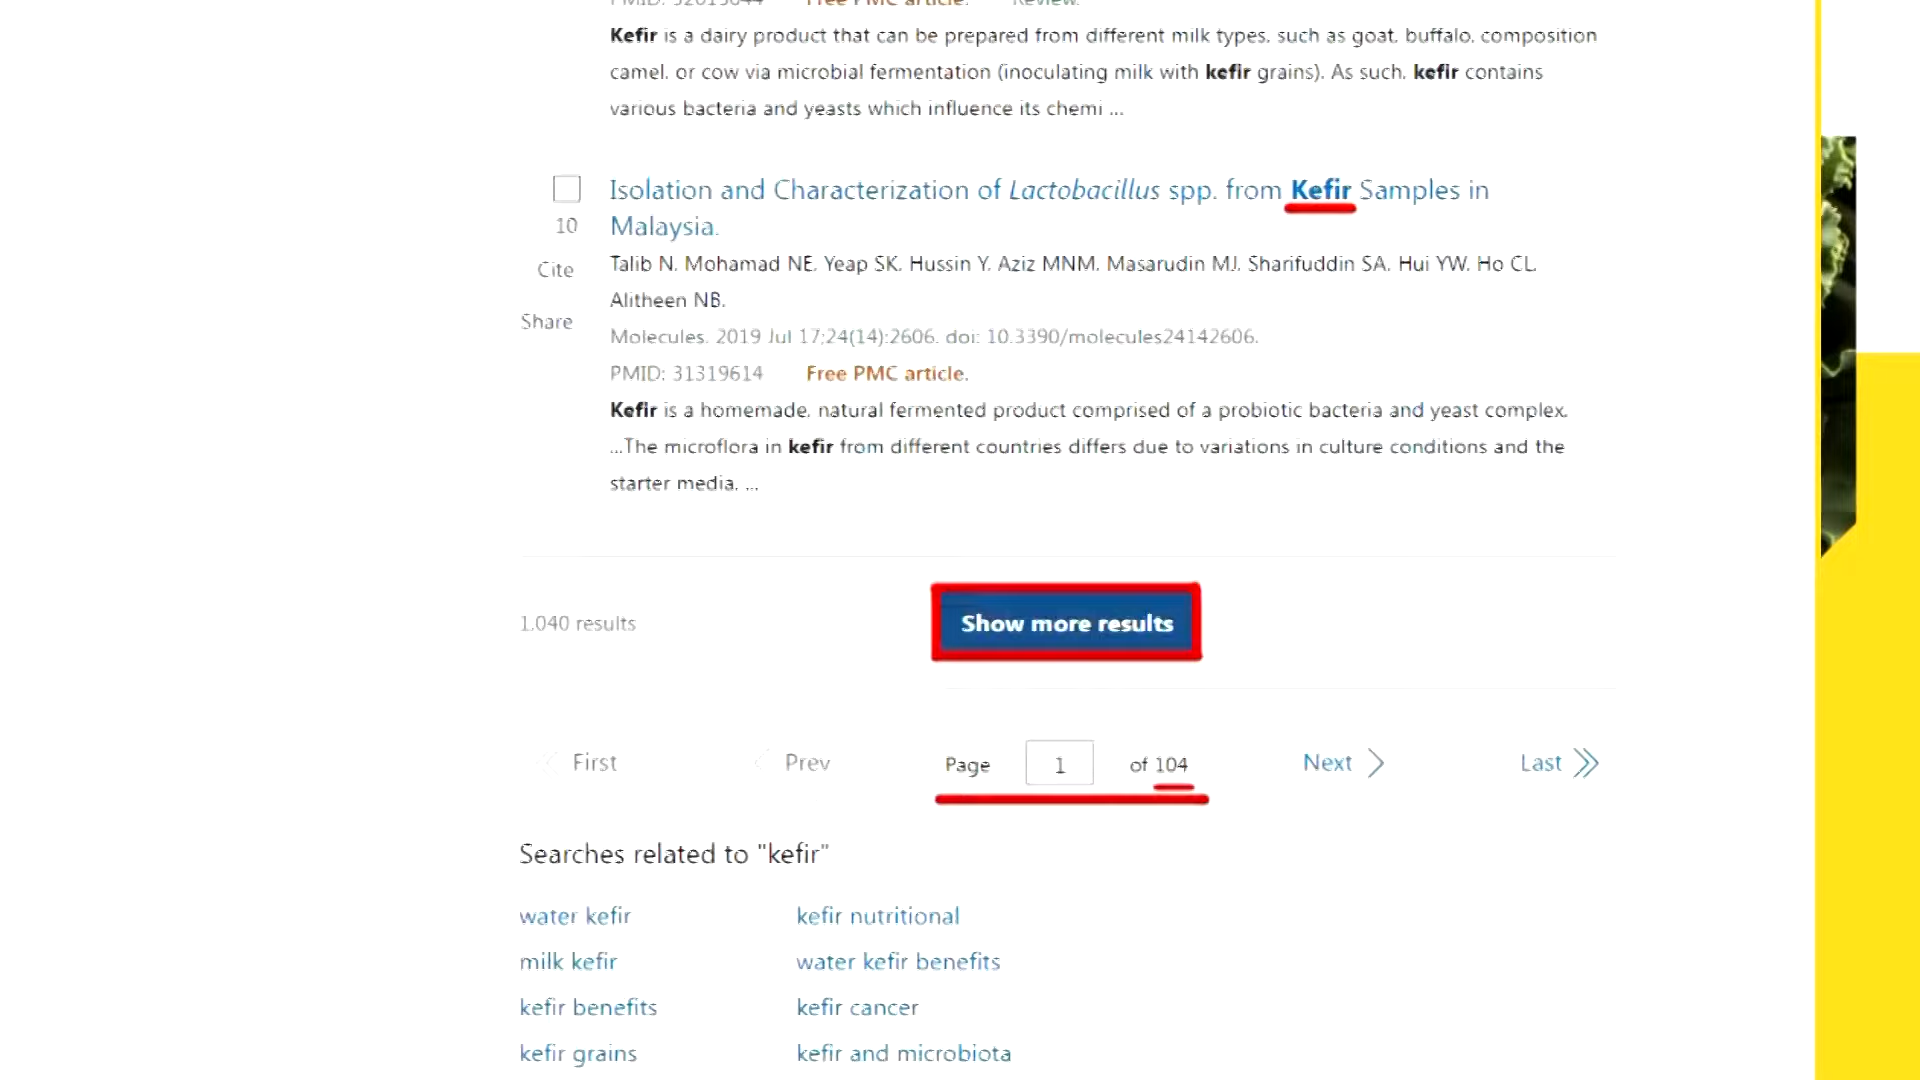 Free PMC article. Review.
Kefir is a dairy product that can be prepared from different milk types, such as goat, buffalo, composition
camel, or cow via microbial fermentation (inoculating milk with kefir grains). As such, kefir contains
various bacteria and yeasts which influence its chemi ...
Isolation and Characterization of Lactobacillus spp. from Kefir Samples in
Malaysia.
10
Cite
Share
Talib N, Mohamad NE, Yeap SK, Hussin Y, Aziz MNM, Masarudin MJ, Sharifuddin SA, Hui YW, Ho CL,
Alitheen NB.
Molecules. 2019 Jul 17;24(14):2606. doi: 10.3390/molecules24142606.
PMID: 31319614 Free PMC article.
Kefir is a homemade, natural fermented product comprised of a probiotic bacteria and yeast complex.
...The microflora in kefir from different countries differs due to variations in culture conditions and the
starter media. ...
1,040 results
Show more results
First
Prev
Page 1 of 104
Next
Last
Searches related to "kefir"
water kefir
kefir nutritional
milk kefir
water kefir benefits
kefir benefits
kefir cancer
kefir grains
kefir and microbiota